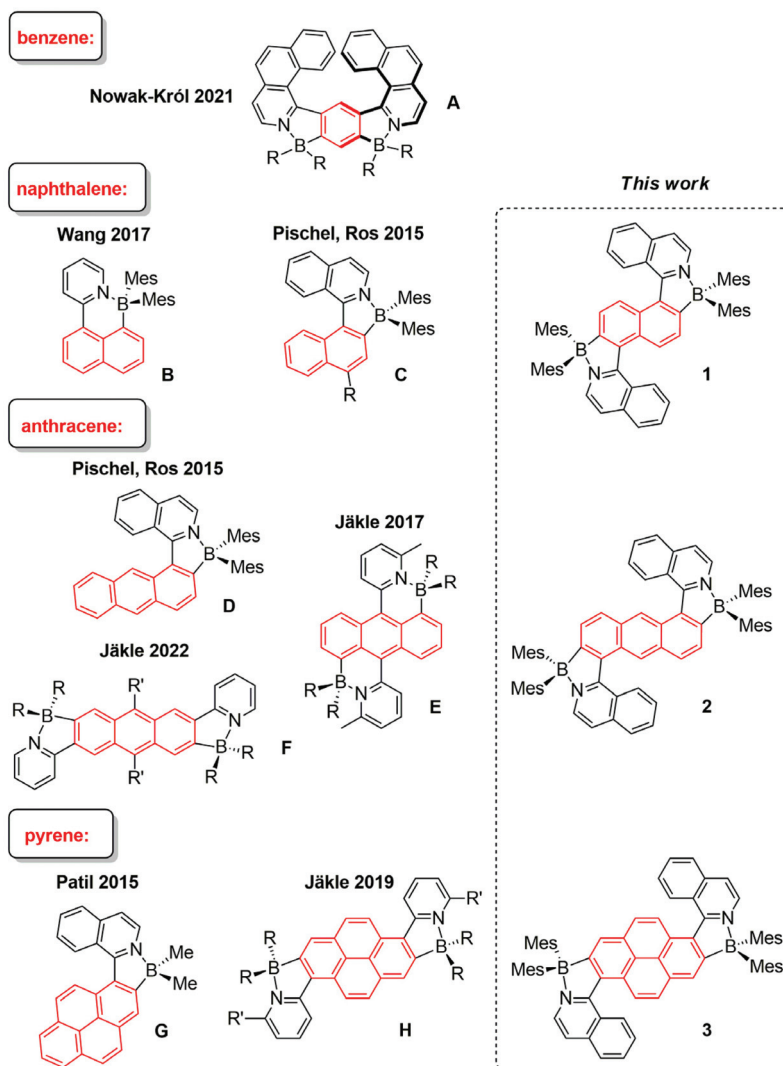 benzene:
Nowak-Król 2021
A
N
N
B
B
R
R
R
R
naphthalene:
This work
Wang 2017
Pischel, Ros 2015
N
Mes
B
Mes
B
N
B
Mes
Mes
R
C
N
B
Mes
Mes
Mes
B
Mes
N
1
anthracene:
Pischel, Ros 2015
N
B
Mes
Mes
D
Jäkle 2017
R
N
B
R
R
B
N
R
E
N
B
Mes
Mes
Mes
B
Mes
N
2
Jäkle 2022
R
R
B
N
R'
R'
N
B
R
R
F
pyrene:
Patil 2015
N
B
Me
Me
G
Jäkle 2019
R'
N
R
R
B
B
R
R
N
R'
H
N
B
Mes
Mes
Mes
Mes
B
N
3